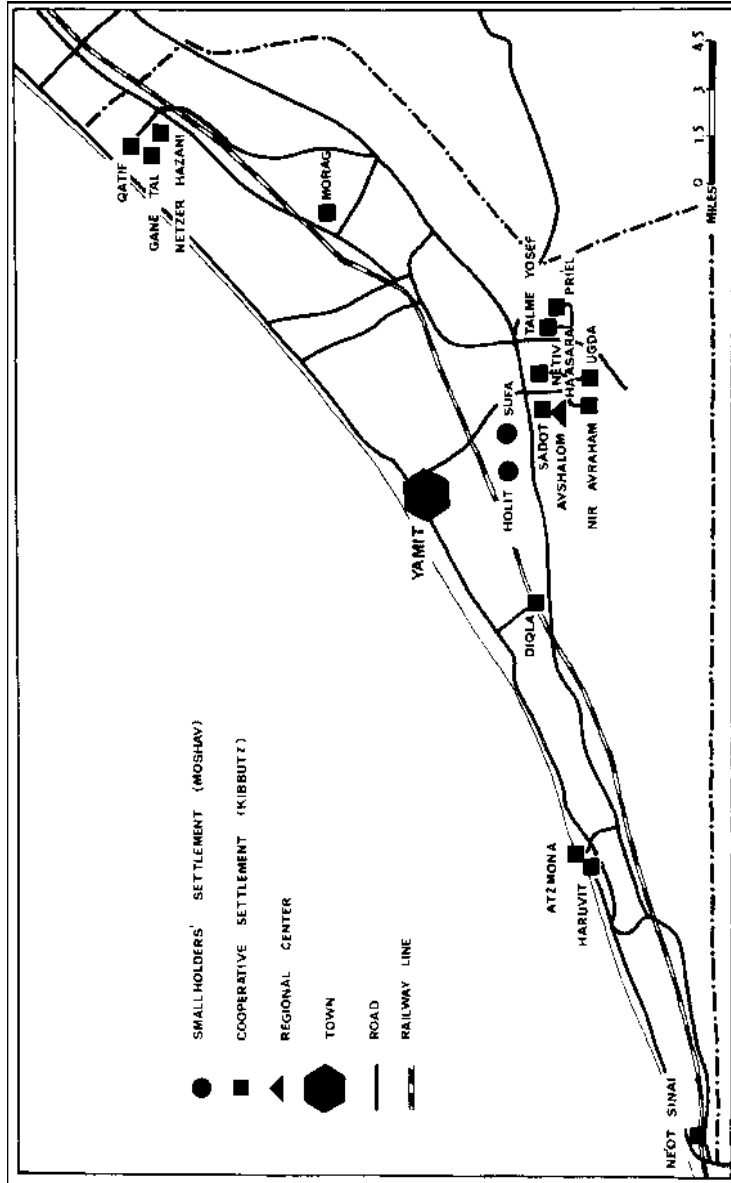 QATIF
GANE TAL
NETZER HAZANI
MORAG
YAMIT
HOLIT
SUFA
TALME YOSEF
PRIEL
NETIV
HAASARA
UGDA
SADOT
AVSHALOM
NIR AVRAHAM
DIQLA
ATZMONA
HARUVIT
NE'OT SINAI
SMALLHOLDERS' SETTLEMENT (MOSHAV)
COOPERATIVE SETTLEMENT (KIBBUTZ)
REGIONAL CENTER
TOWN
ROAD
RAILWAY LINE
0 1.5 3 4.5
MILES